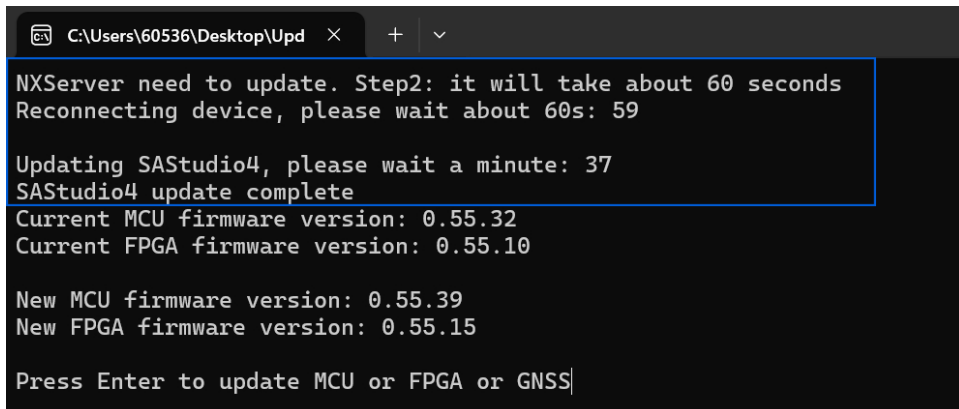 C:\Users\60536\Desktop\Upd
NXServer need to update. Step2: it will take about 60 seconds
Reconnecting device, please wait about 60s: 59
Updating SAStudio4, please wait a minute: 37
SAStudio4 update complete
Current MCU firmware version: 0.55.32
Current FPGA firmware version: 0.55.10
New MCU firmware version: 0.55.39
New FPGA firmware version: 0.55.15
Press Enter to update MCU or FPGA or GNSS